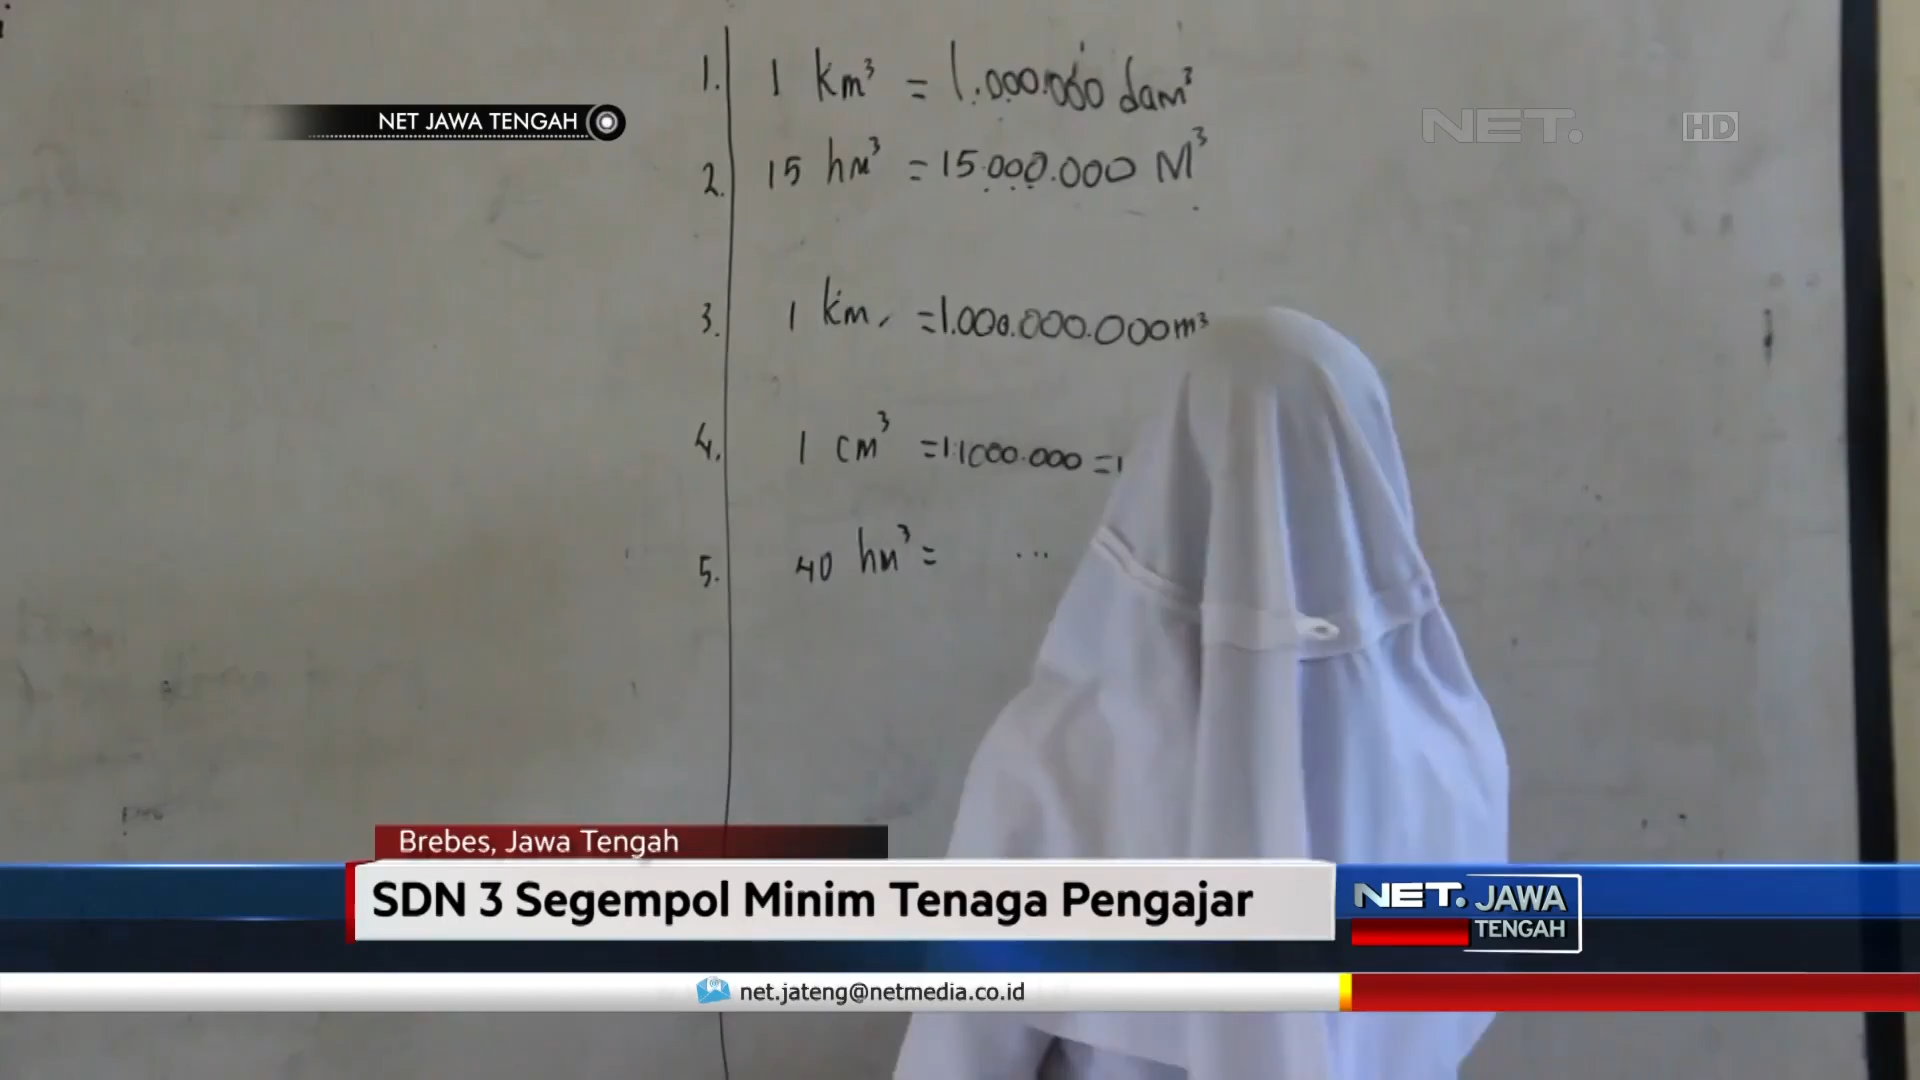 1. 1 km³ = 1.000.000 dam³
NET JAWA TENGAH
NET. HD
2. 15 hm³ = 15.000.000 M³
3. 1 km, = 1.000.000.000 m³
4. 1 cm³ = 1:1000.000 = 1
5. 40 hm³ = ...
Brebes, Jawa Tengah
SDN 3 Segempol Minim Tenaga Pengajar
NET. JAWA TENGAH
net.jateng@netmedia.co.id